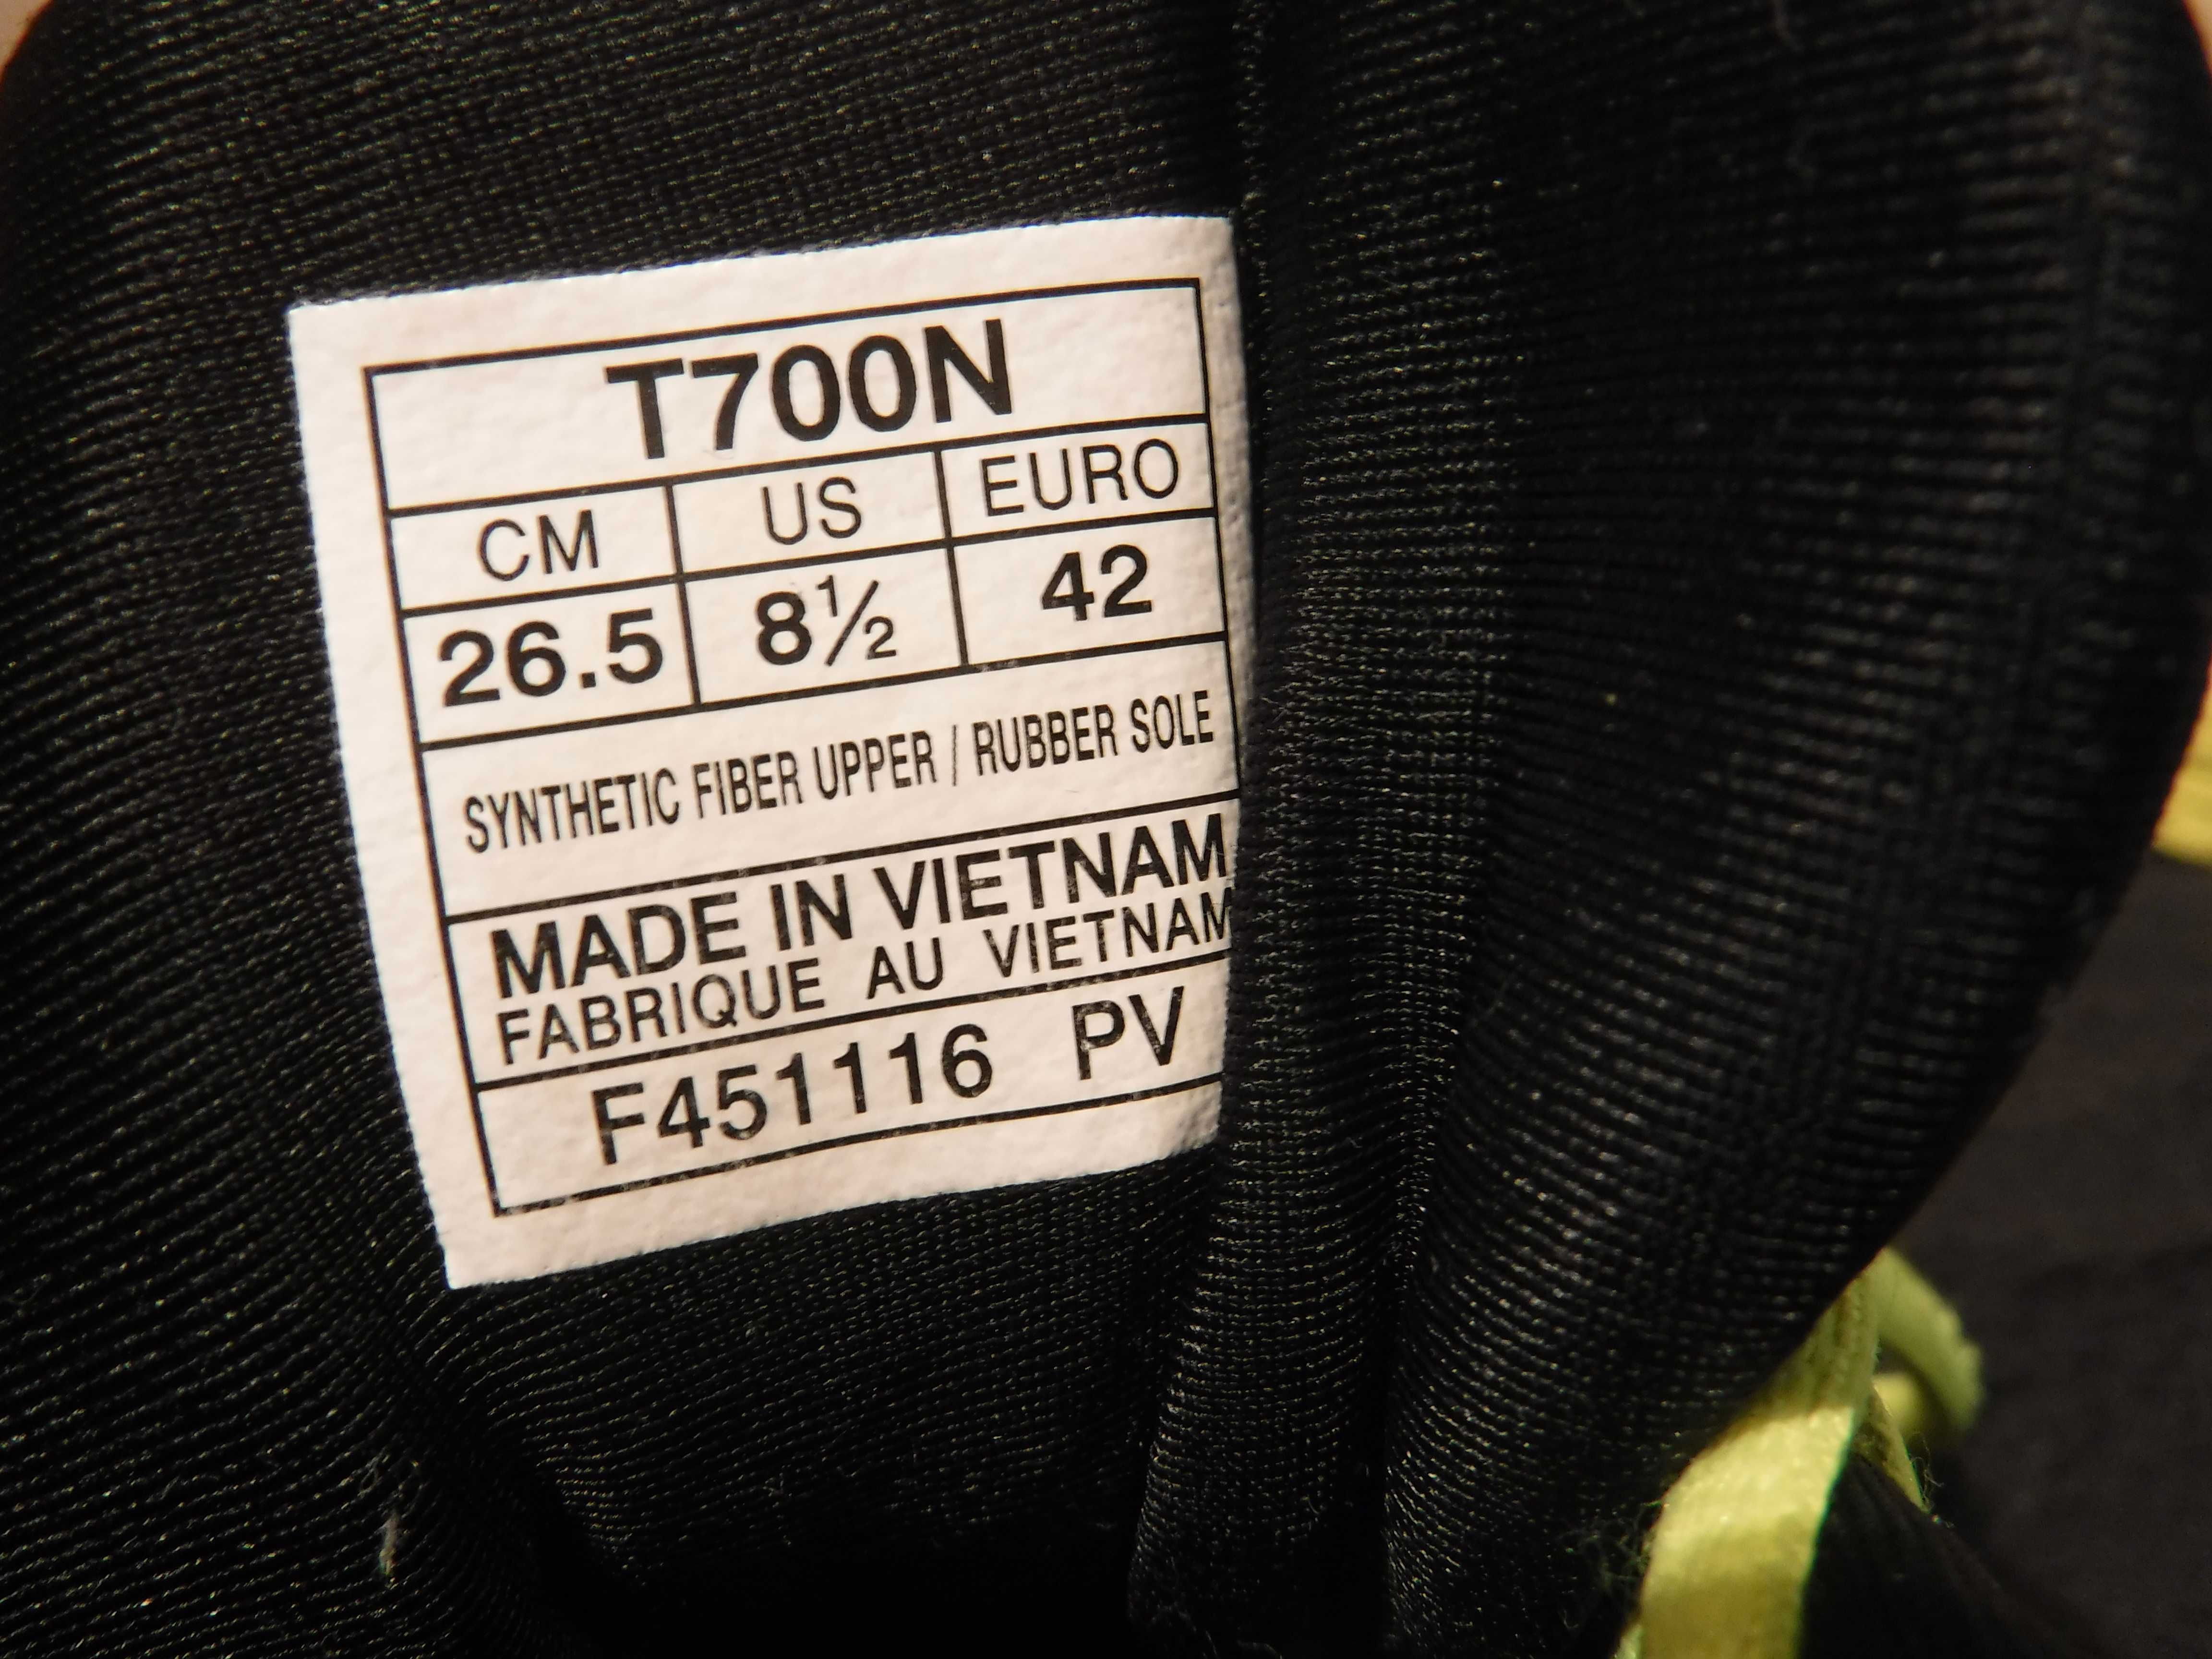 T700N
CM US EURO
26.5 8½ 42
SYNTHETIC FIBER UPPER / RUBBER SOLE
MADE IN VIETNAM
FABRIQUE AU VIETNAM
F451116 PV